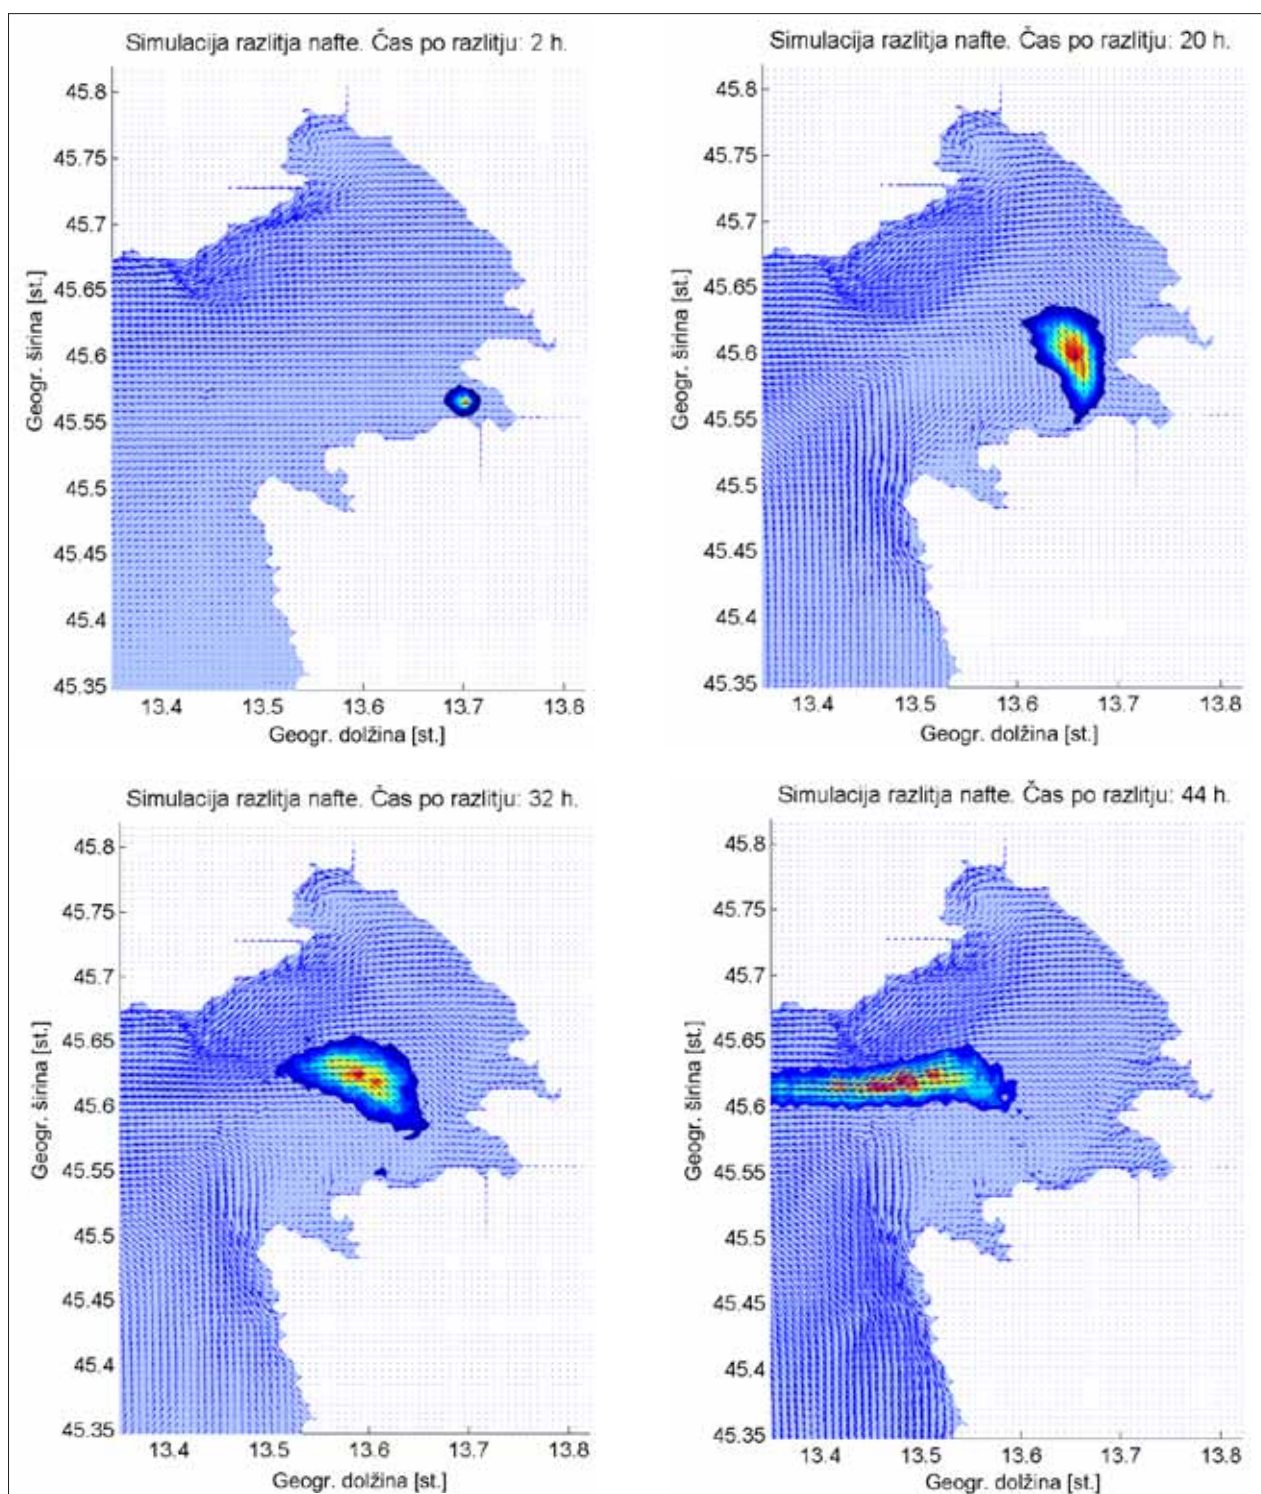 Simulacija razlitja nafte. Čas po razlitju: 2 h.
45.8
45.75
45.7
45.65
45.6
45.55
45.5
45.45
45.4
45.35
Geogr. širina [st.]
13.4 13.5 13.6 13.7 13.8
Geogr. dolžina [st.]
Simulacija razlitja nafte. Čas po razlitju: 20 h.
45.8
45.75
45.7
45.65
45.6
45.55
45.5
45.45
45.4
45.35
Geogr. širina [st.]
13.4 13.5 13.6 13.7 13.8
Geogr. dolžina [st.]
Simulacija razlitja nafte. Čas po razlitju: 32 h.
45.8
45.75
45.7
45.65
45.6
45.55
45.5
45.45
45.4
45.35
Geogr. širina [st.]
13.4 13.5 13.6 13.7 13.8
Geogr. dolžina [st.]
Simulacija razlitja nafte. Čas po razlitju: 44 h.
45.8
45.75
45.7
45.65
45.6
45.55
45.5
45.45
45.4
45.35
Geogr. širina [st.]
13.4 13.5 13.6 13.7 13.8
Geogr. dolžina [st.]